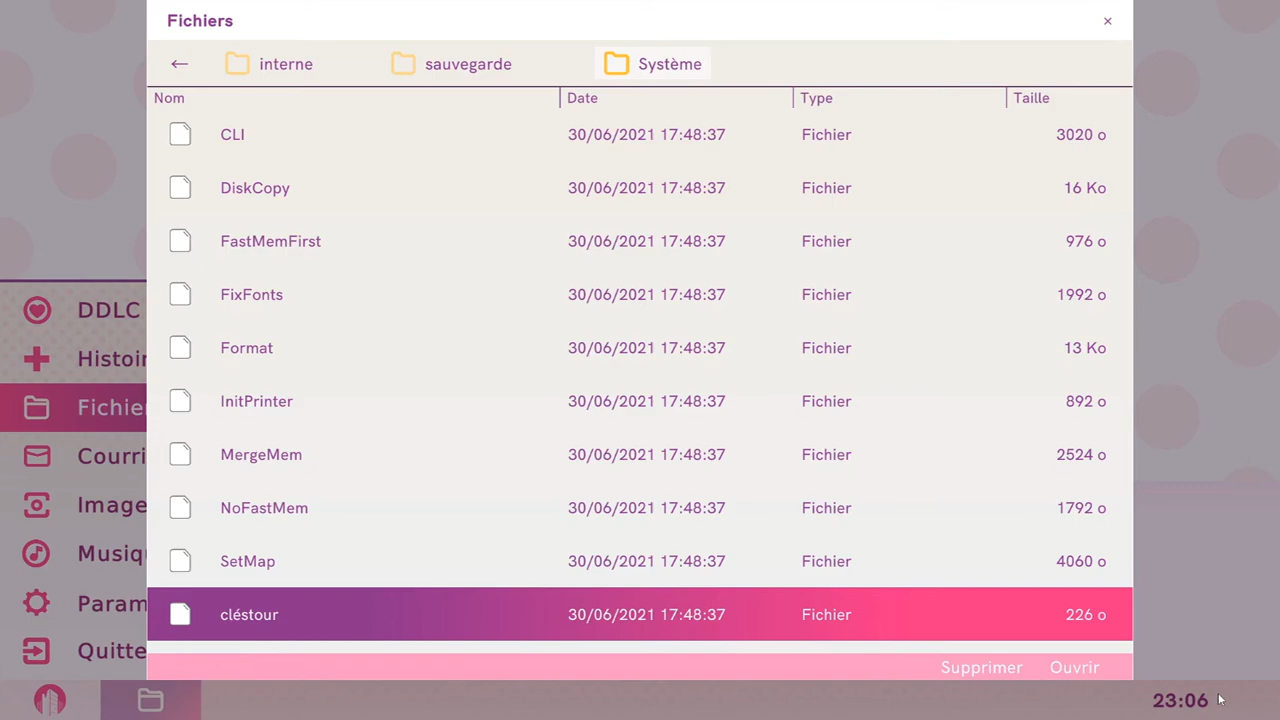 Fichiers ×
← interne sauvegarde Système
Nom Date Type Taille
CLI 30/06/2021 17:48:37 Fichier 3020 o
DiskCopy 30/06/2021 17:48:37 Fichier 16 Ko
FastMemFirst 30/06/2021 17:48:37 Fichier 976 o
FixFonts 30/06/2021 17:48:37 Fichier 1992 o
Format 30/06/2021 17:48:37 Fichier 13 Ko
InitPrinter 30/06/2021 17:48:37 Fichier 892 o
MergeMem 30/06/2021 17:48:37 Fichier 2524 o
NoFastMem 30/06/2021 17:48:37 Fichier 1792 o
SetMap 30/06/2021 17:48:37 Fichier 4060 o
cléstour 30/06/2021 17:48:37 Fichier 226 o
Supprimer Ouvrir
DDLC
Histoir
Fichie
Courri
Image
Musiq
Param
Quitte
23:06